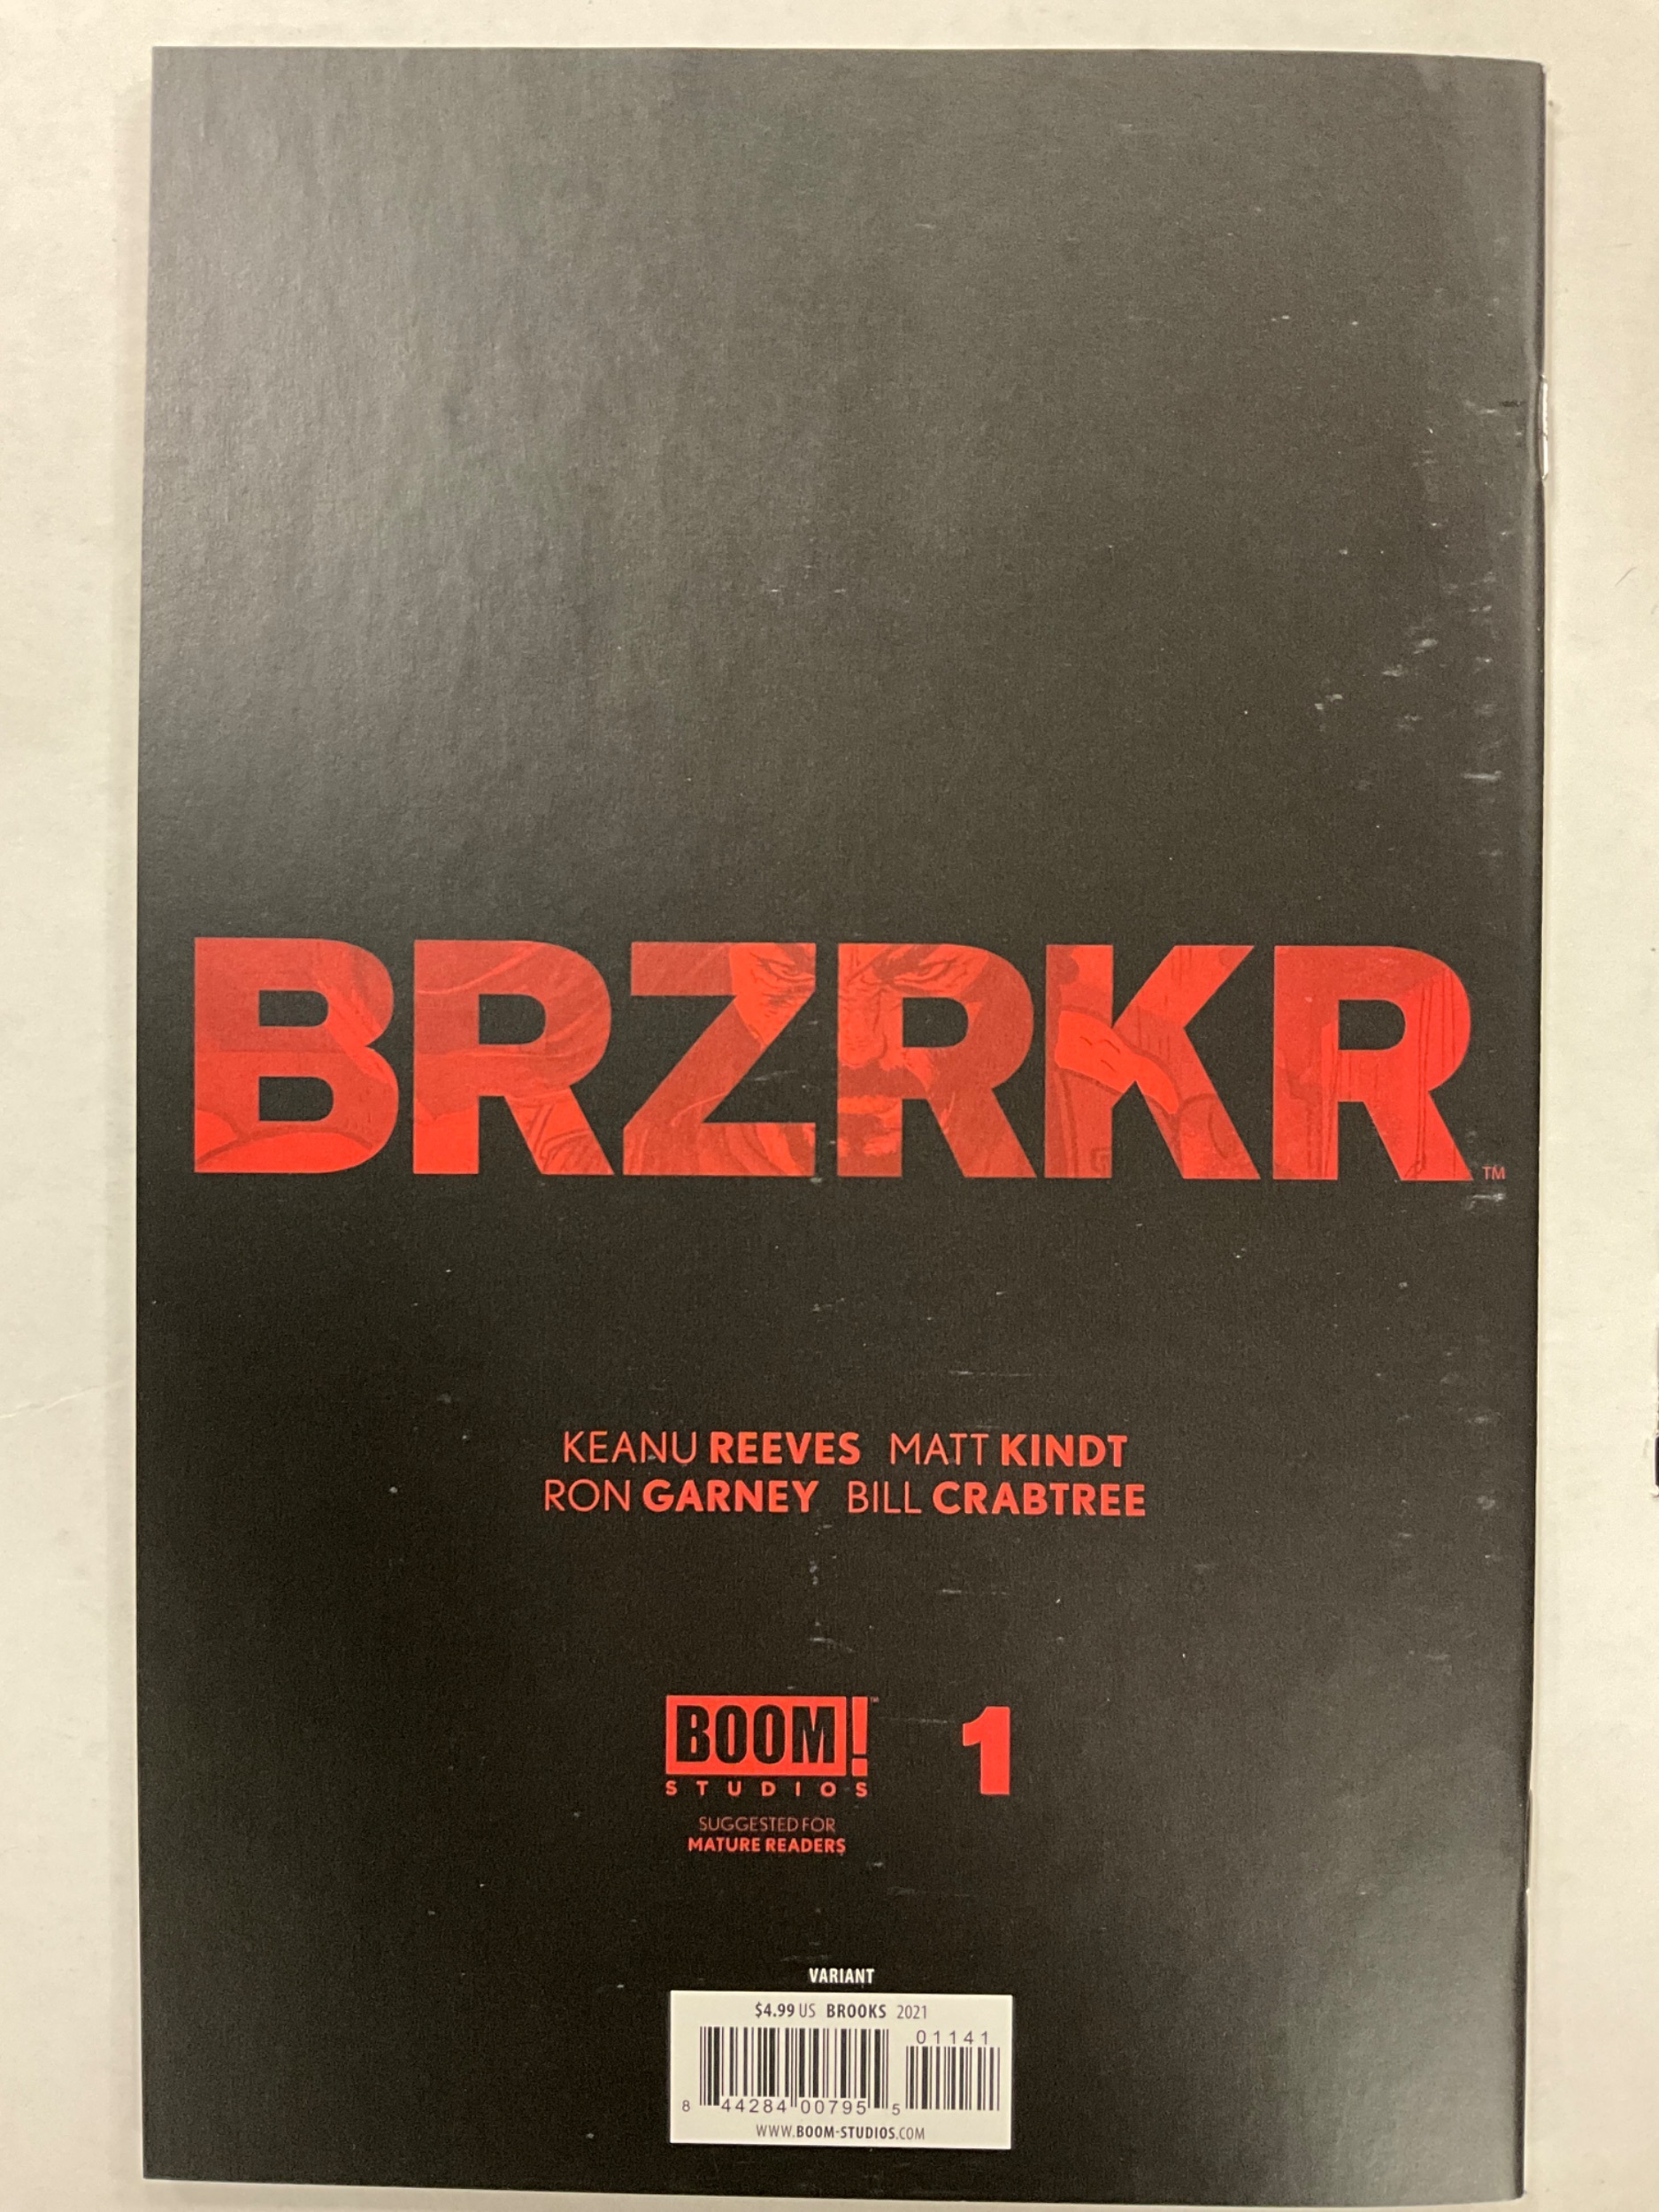 BRZRKR™
KEANU REEVES MATT KINDT
RON GARNEY BILL CRABTREE
BOOM!™ 1
STUDIOS
SUGGESTED FOR
MATURE READERS
VARIANT
$4.99 US BROOKS 2021
01141
8 44284 00795 5
WWW.BOOM-STUDIOS.COM